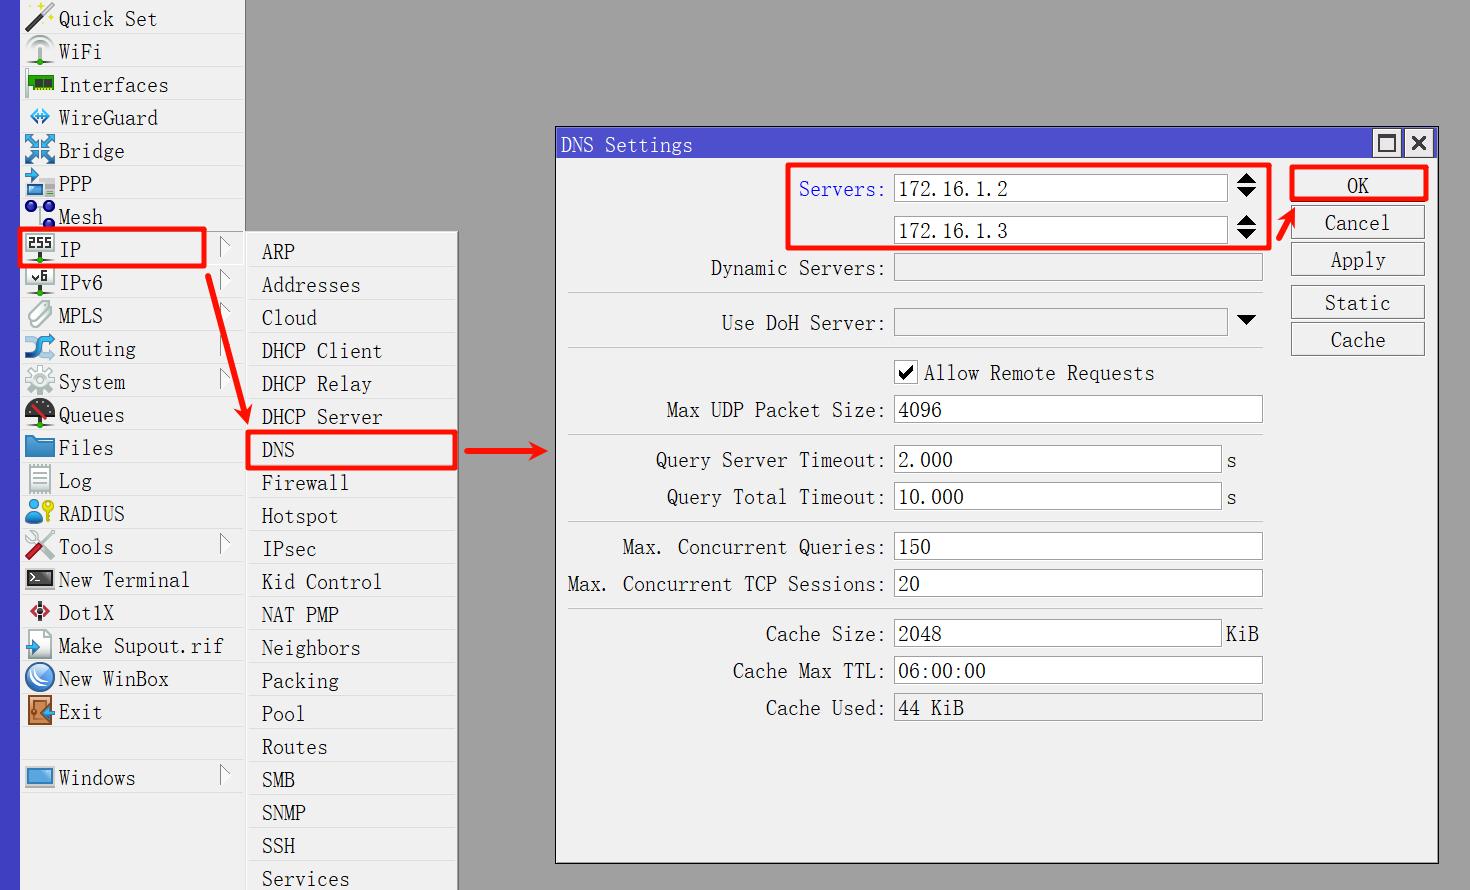 Quick Set
WiFi
Interfaces
WireGuard
Bridge
PPP
Mesh
255
IP
v6
IPv6
MPLS
Routing
System
Queues
Files
Log
RADIUS
Tools
New Terminal
Dot1X
Make Supout.rif
New WinBox
Exit
Windows
ARP
Addresses
Cloud
DHCP Client
DHCP Relay
DHCP Server
DNS
Firewall
Hotspot
IPsec
Kid Control
NAT PMP
Neighbors
Packing
Pool
Routes
SMB
SNMP
SSH
Services
DNS Settings
Servers: 172.16.1.2
172.16.1.3
Dynamic Servers:
Use DoH Server:
Allow Remote Requests
Max UDP Packet Size: 4096
Query Server Timeout: 2.000 s
Query Total Timeout: 10.000 s
Max. Concurrent Queries: 150
Max. Concurrent TCP Sessions: 20
Cache Size: 2048 KiB
Cache Max TTL: 06:00:00
Cache Used: 44 KiB
OK
Cancel
Apply
Static
Cache